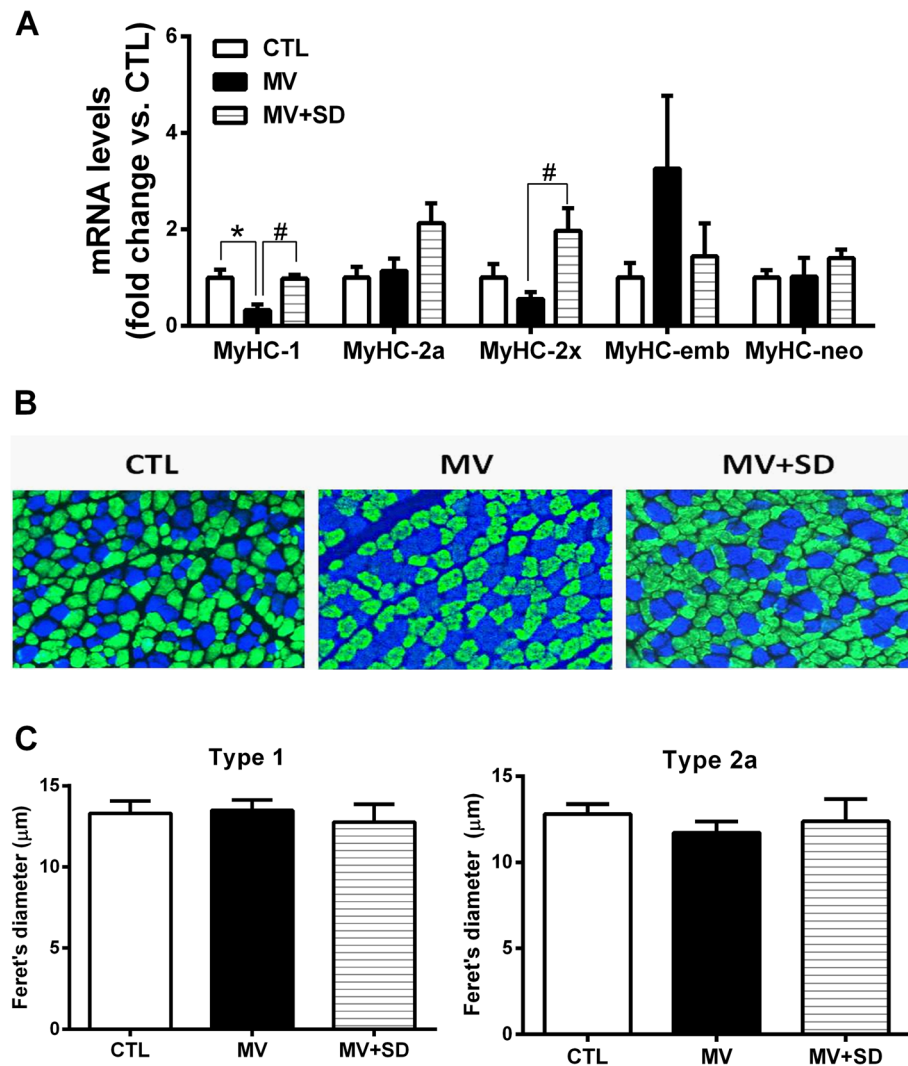 A
mRNA levels
(fold change vs. CTL)
6
4
2
0
CTL
MV
MV+SD
* #
#
MyHC-1 MyHC-2a MyHC-2x MyHC-emb MyHC-neo
B
CTL MV MV+SD
C
Type 1
Feret's diameter (μm)
15
10
5
0
CTL MV MV+SD
Type 2a
Feret's diameter (μm)
15
10
5
0
CTL MV MV+SD